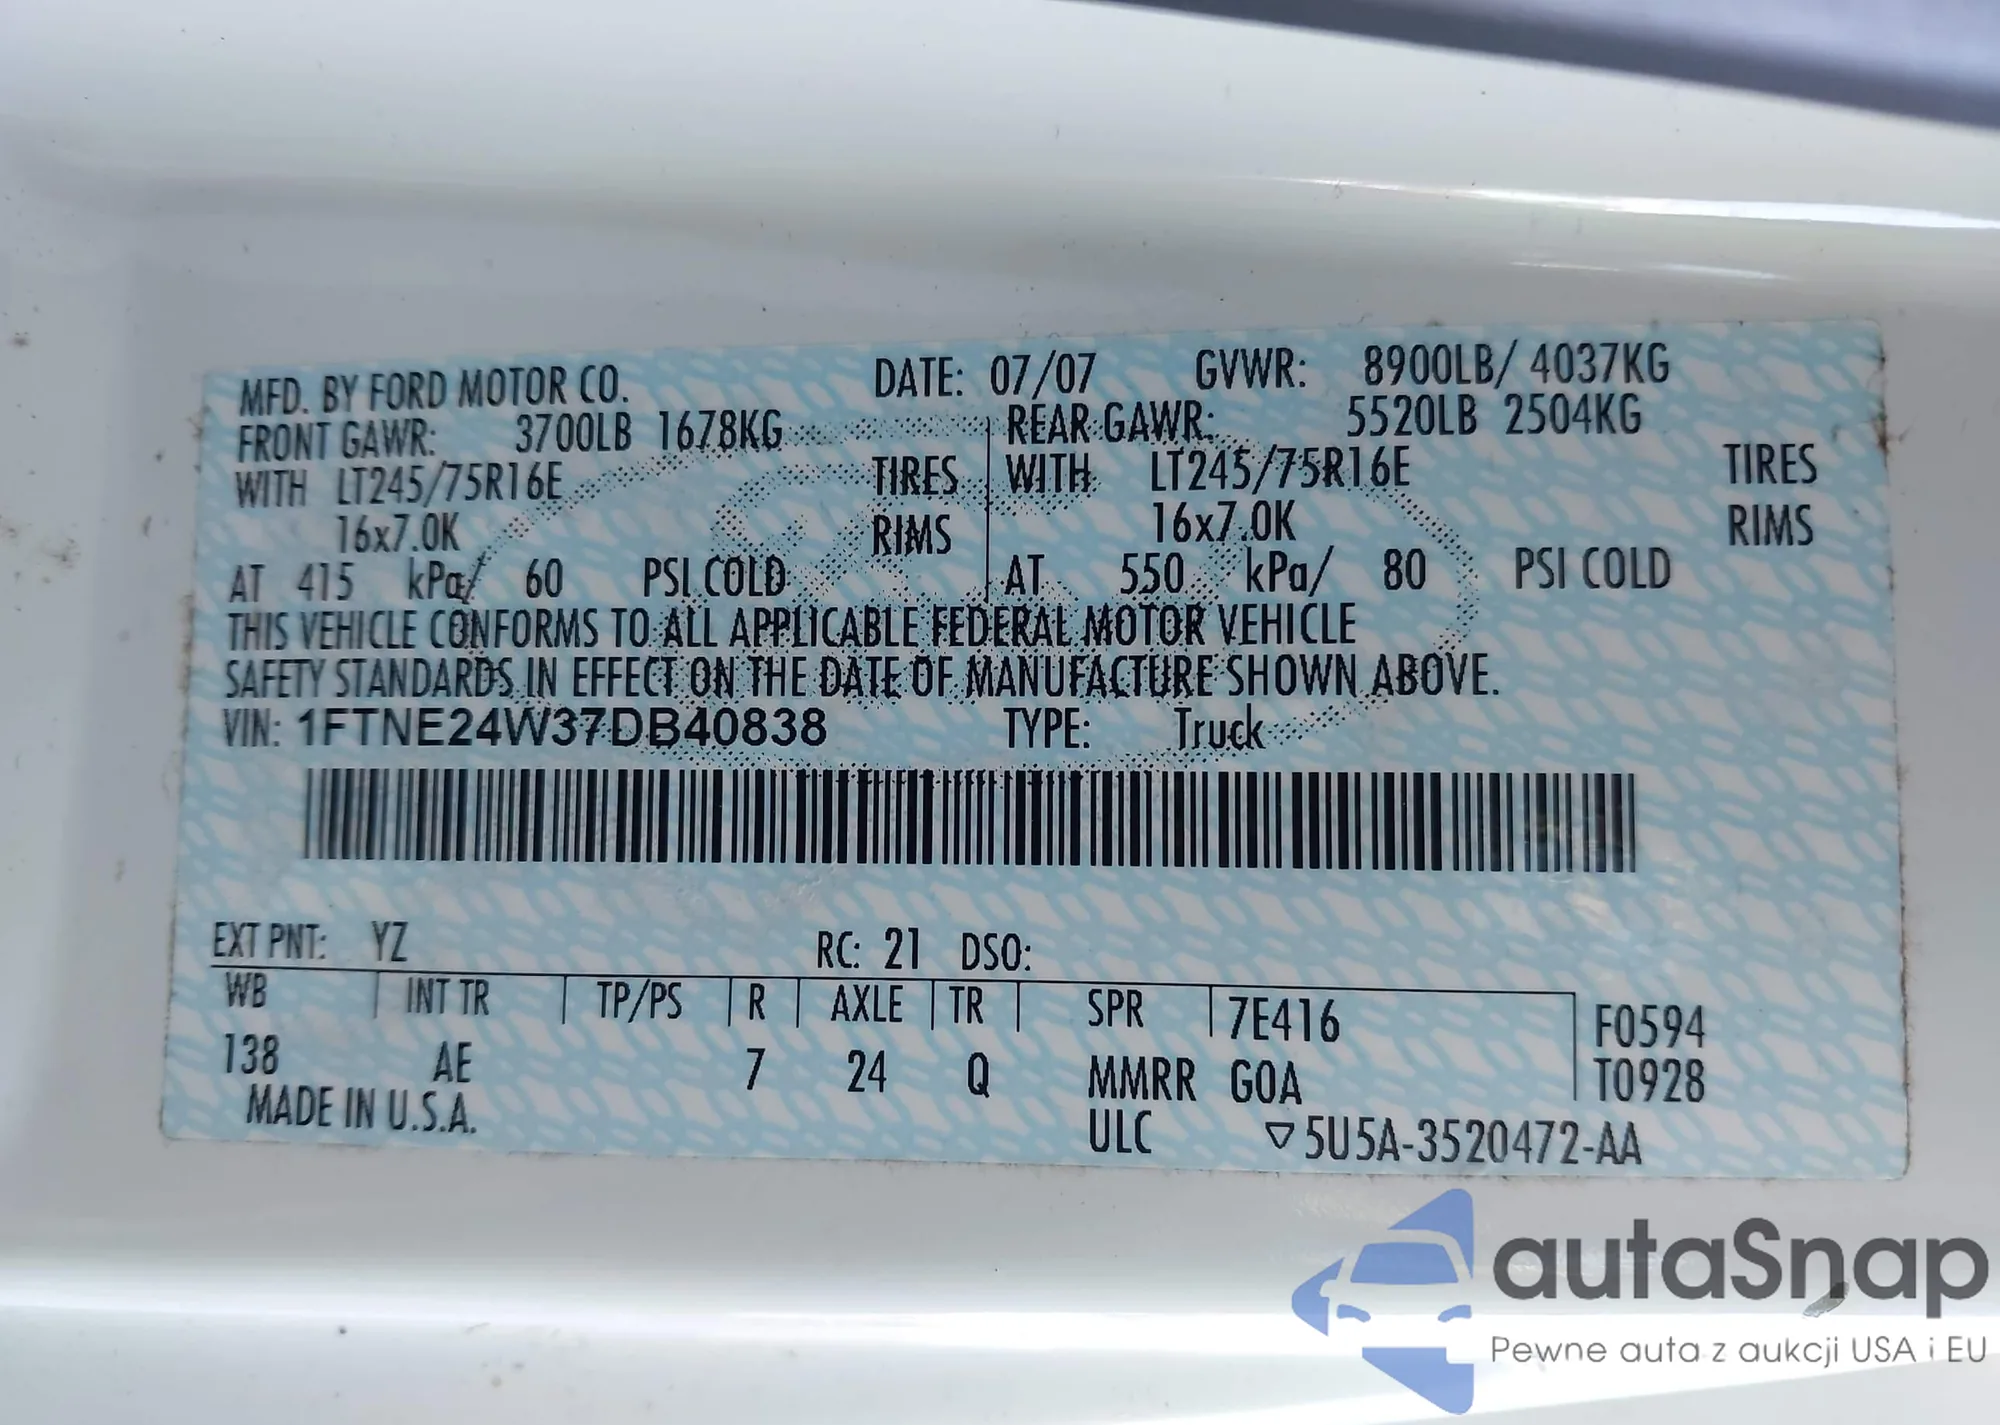 MFD. BY FORD MOTOR CO. DATE: 07/07 GVWR: 8900LB/ 4037KG
FRONT GAWR: 3700LB 1678KG REAR GAWR: 5520LB 2504KG
WITH LT245/75R16E TIRES WITH LT245/75R16E TIRES
16x7.0K RIMS 16x7.0K RIMS
AT 415 kPa/ 60 PSI COLD AT 550 kPa/ 80 PSI COLD
THIS VEHICLE CONFORMS TO ALL APPLICABLE FEDERAL MOTOR VEHICLE
SAFETY STANDARDS IN EFFECT ON THE DATE OF MANUFACTURE SHOWN ABOVE.
VIN: 1FTNE24W37DB40838 TYPE: Truck
EXT PNT: YZ RC: 21 DSO:
WB INT TR TP/PS R AXLE TR SPR 7E416 F0594
138 AE 7 24 Q MMRR GOA T0928
MADE IN U.S.A. ULC ▽5U5A-3520472-AA
autaSnap
Pewne auta z aukcji USA i EU